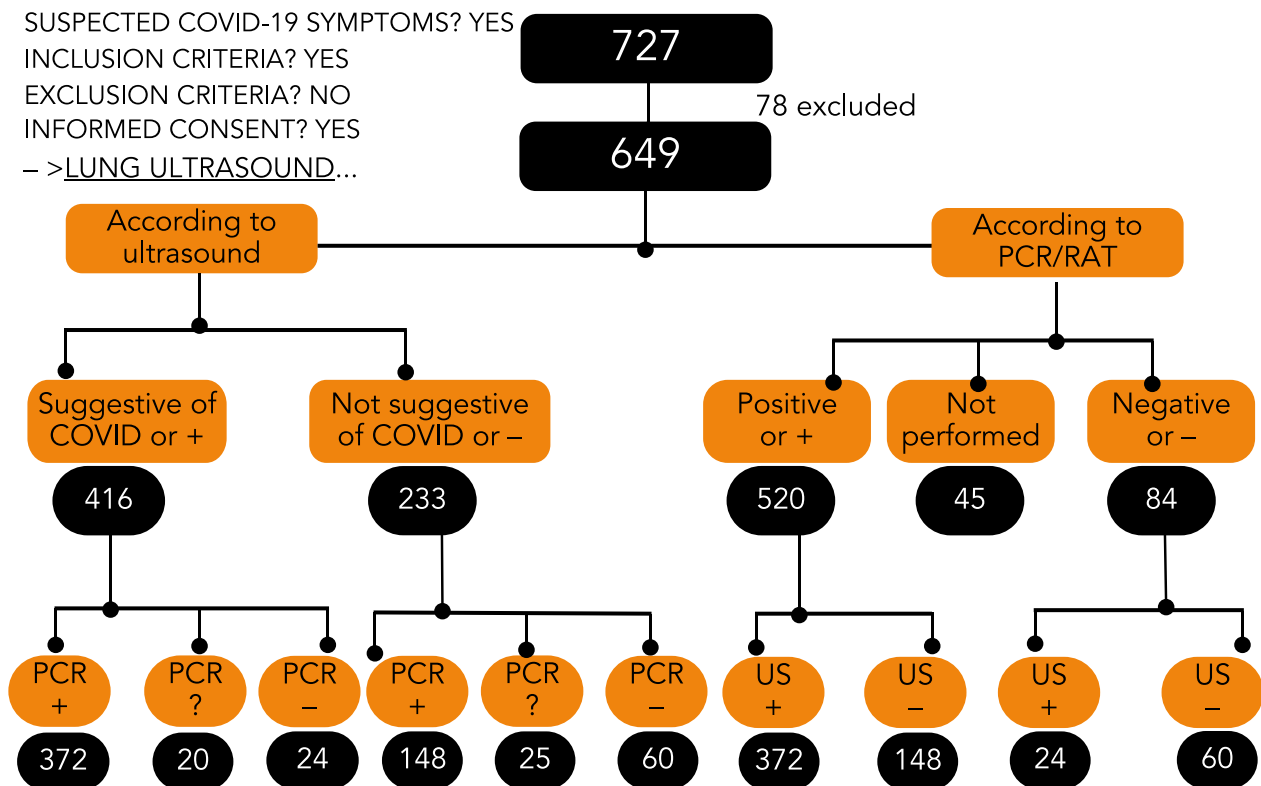 SUSPECTED COVID-19 SYMPTOMS? YES
INCLUSION CRITERIA? YES
EXCLUSION CRITERIA? NO
INFORMED CONSENT? YES
– >LUNG ULTRASOUND...
727
78 excluded
649
According to
ultrasound
According to
PCR/RAT
Suggestive of
COVID or +
Not suggestive
of COVID or –
Positive
or +
Not
performed
Negative
or –
416
233
520
45
84
PCR
+
PCR
?
PCR
–
PCR
+
PCR
?
PCR
–
US
+
US
–
US
+
US
–
372
20
24
148
25
60
372
148
24
60